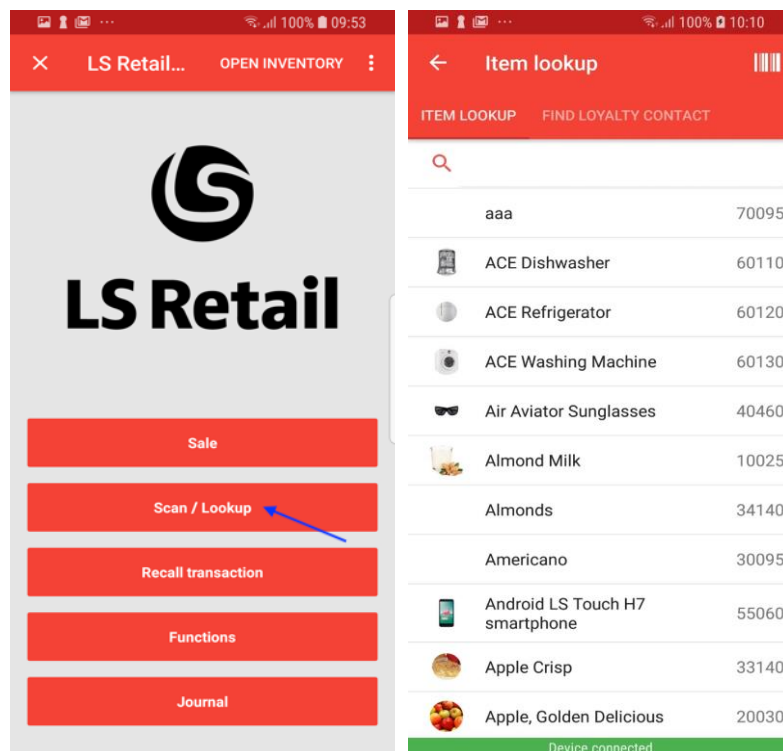 100% 09:53
LS Retail... OPEN INVENTORY
LS Retail
Sale
Scan / Lookup
Recall transaction
Functions
Journal
100% 10:10
Item lookup
ITEM LOOKUP FIND LOYALTY CONTACT
aaa 70095
ACE Dishwasher 60110
ACE Refrigerator 60120
ACE Washing Machine 60130
Air Aviator Sunglasses 40460
Almond Milk 10025
Almonds 34140
Americano 30095
Android LS Touch H7
smartphone 55060
Apple Crisp 33140
Apple, Golden Delicious 20030
Device connected